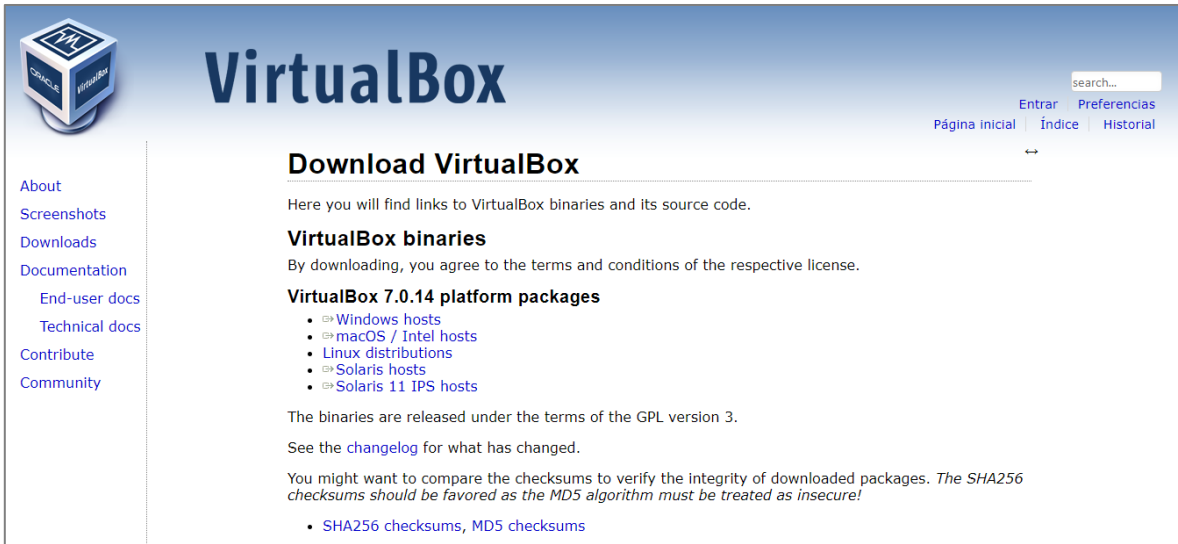 ORACLE
VirtualBox
VirtualBox
search...
Entrar Preferencias
Página inicial Índice Historial
About
Screenshots
Downloads
Documentation
End-user docs
Technical docs
Contribute
Community
Download VirtualBox
Here you will find links to VirtualBox binaries and its source code.
VirtualBox binaries
By downloading, you agree to the terms and conditions of the respective license.
VirtualBox 7.0.14 platform packages
Windows hosts
macOS / Intel hosts
Linux distributions
Solaris hosts
Solaris 11 IPS hosts
The binaries are released under the terms of the GPL version 3.
See the changelog for what has changed.
You might want to compare the checksums to verify the integrity of downloaded packages. The SHA256
checksums should be favored as the MD5 algorithm must be treated as insecure!
SHA256 checksums, MD5 checksums